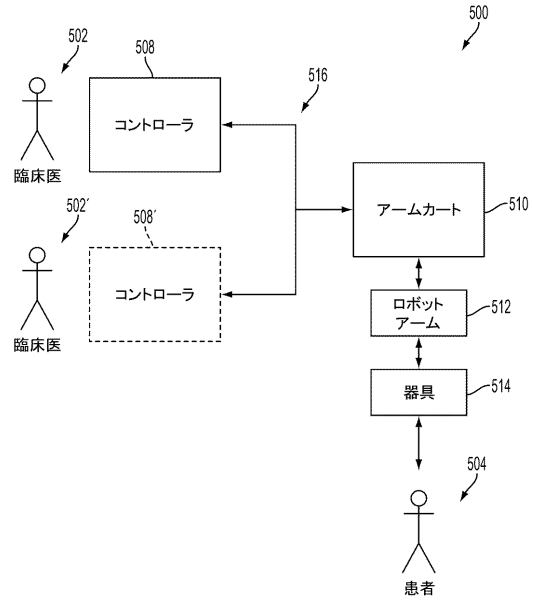 500
502
508
516
コントローラ
臨床医
アームカート
510
502′
508′
コントローラ
臨床医
ロボット
アーム
512
器具
514
504
患者